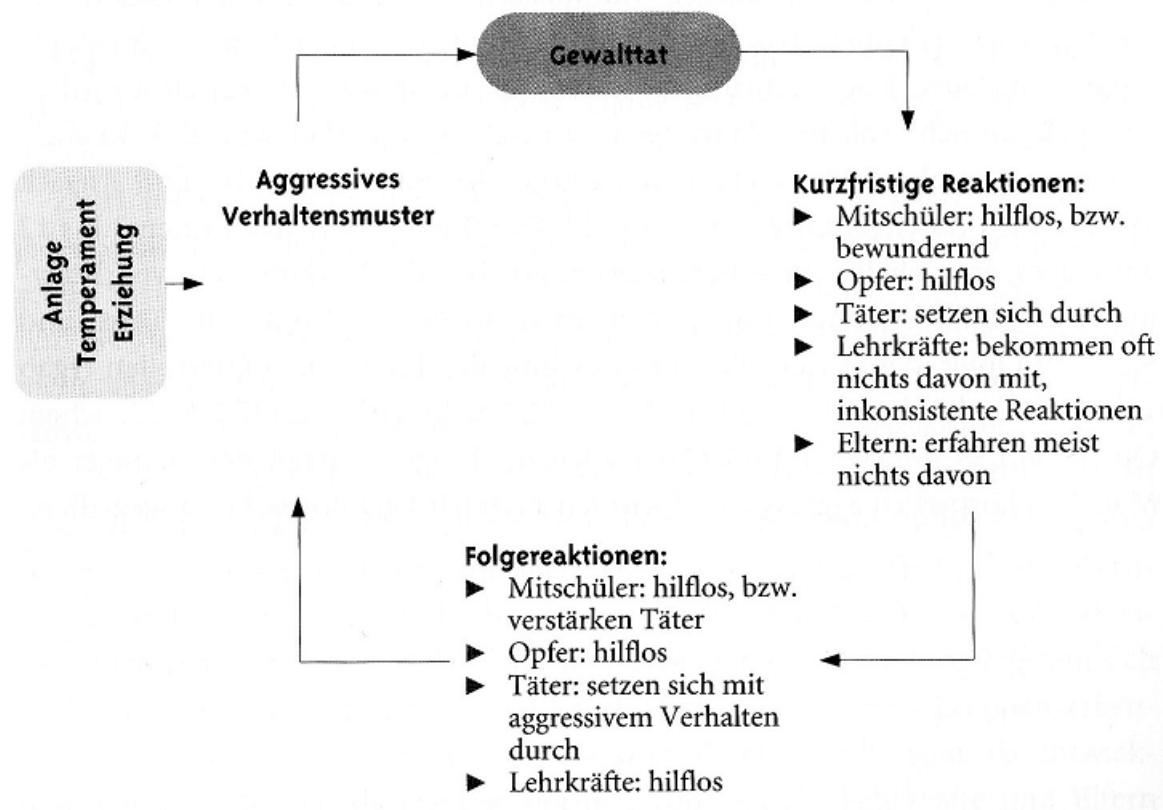 Gewalttat
Anlage
Temperament
Erziehung
Aggressives
Verhaltensmuster
Kurzfristige Reaktionen:
► Mitschüler: hilflos, bzw.
bewundernd
► Opfer: hilflos
► Täter: setzen sich durch
► Lehrkräfte: bekommen oft
nichts davon mit,
inkonsistente Reaktionen
► Eltern: erfahren meist
nichts davon
Folgereaktionen:
► Mitschüler: hilflos, bzw.
verstärken Täter
► Opfer: hilflos
► Täter: setzen sich mit
aggressivem Verhalten
durch
► Lehrkräfte: hilflos